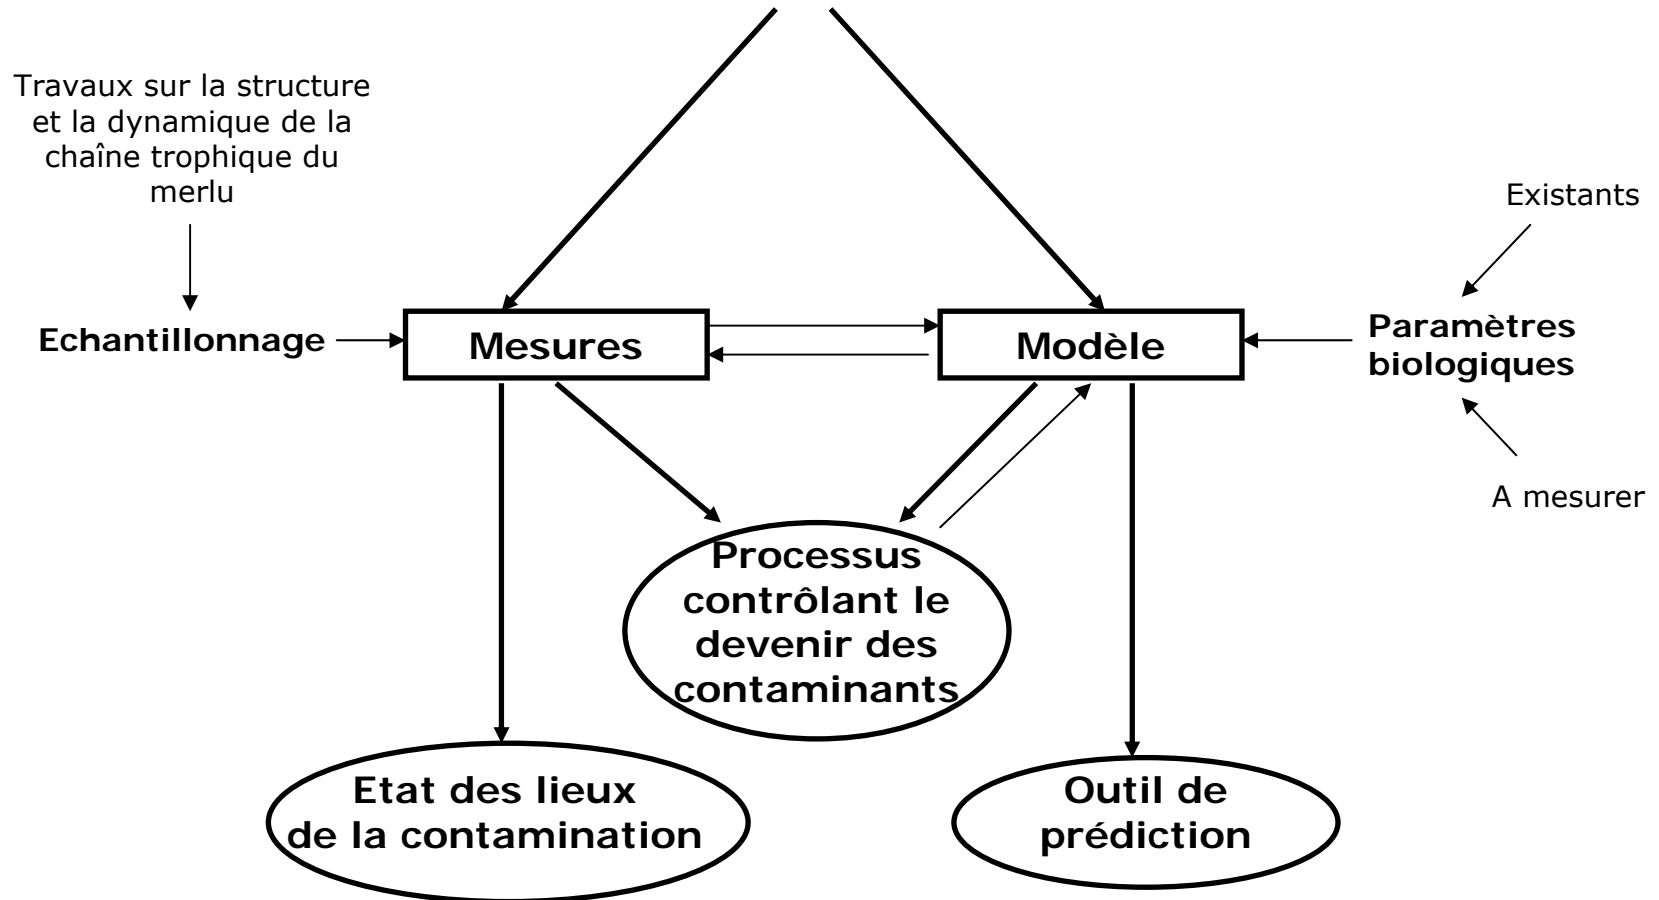 Travaux sur la structure
et la dynamique de la
chaîne trophique du
merlu
Existants
Echantillonnage
Mesures
Modèle
Paramètres
biologiques
A mesurer
Processus
contrôlant le
devenir des
contaminants
Etat des lieux
de la contamination
Outil de
prédiction